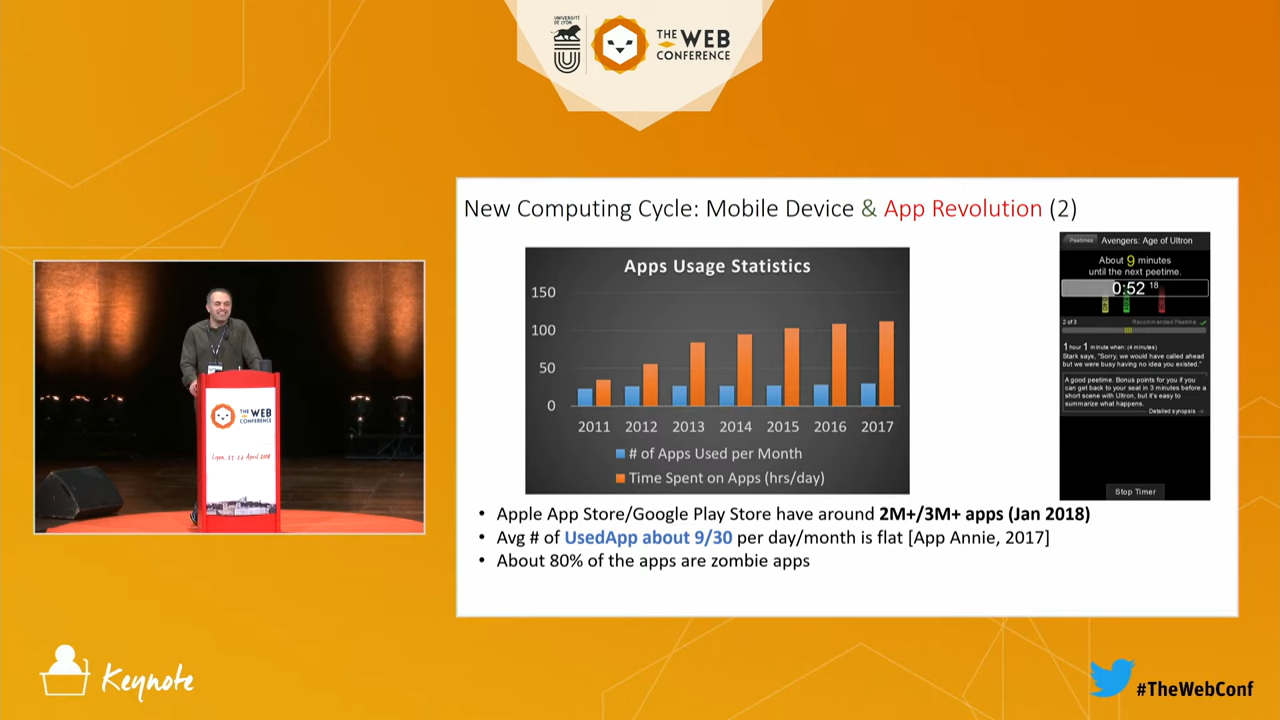 UNIVERSITÉ
DE LYON
THE WEB
CONFERENCE
New Computing Cycle: Mobile Device & App Revolution (2)
Apps Usage Statistics
150
100
50
0
2011 2012 2013 2014 2015 2016 2017
# of Apps Used per Month
Time Spent on Apps (hrs/day)
Peetimes
Avengers: Age of Ultron
About 9 minutes
until the next peetime.
0:52 18
2 of 3 Recommended Peetime
1 hour 1 minute when: (4 minutes)
Stark says, "Sorry, we would have called ahead
but we were busy having no idea you existed."
A good peetime. Bonus points for you if you
can get back to your seat in 3 minutes before a
short scene with Ultron, but it's easy to
summarize what happens.
Detailed synopsis
Stop Timer
• Apple App Store/Google Play Store have around 2M+/3M+ apps (Jan 2018)
• Avg # of UsedApp about 9/30 per day/month is flat [App Annie, 2017]
• About 80% of the apps are zombie apps
THE WEB
CONFERENCE
Lyon, 23-27 April 2018
Keynote
#TheWebConf